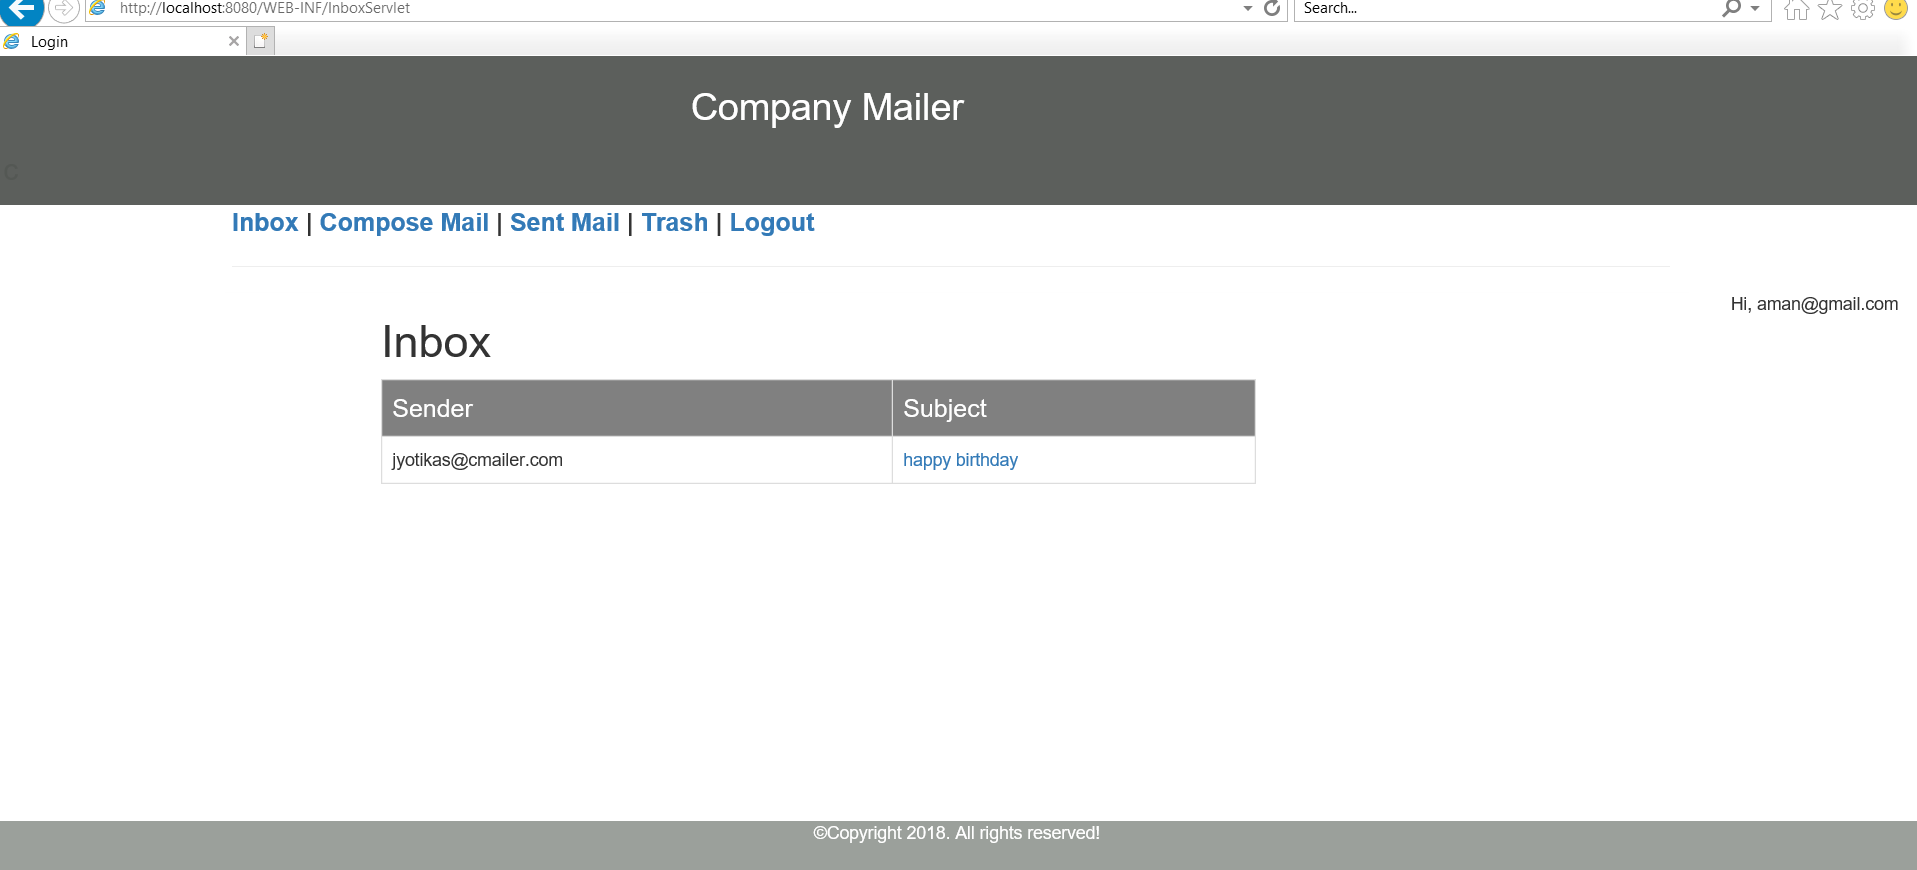 http://localhost:8080/WEB-INF/InboxServlet
Search...
Login
Company Mailer
C
Inbox | Compose Mail | Sent Mail | Trash | Logout
Hi, aman@gmail.com
Inbox
Sender Subject
jyotikas@cmailer.com happy birthday
©Copyright 2018. All rights reserved!